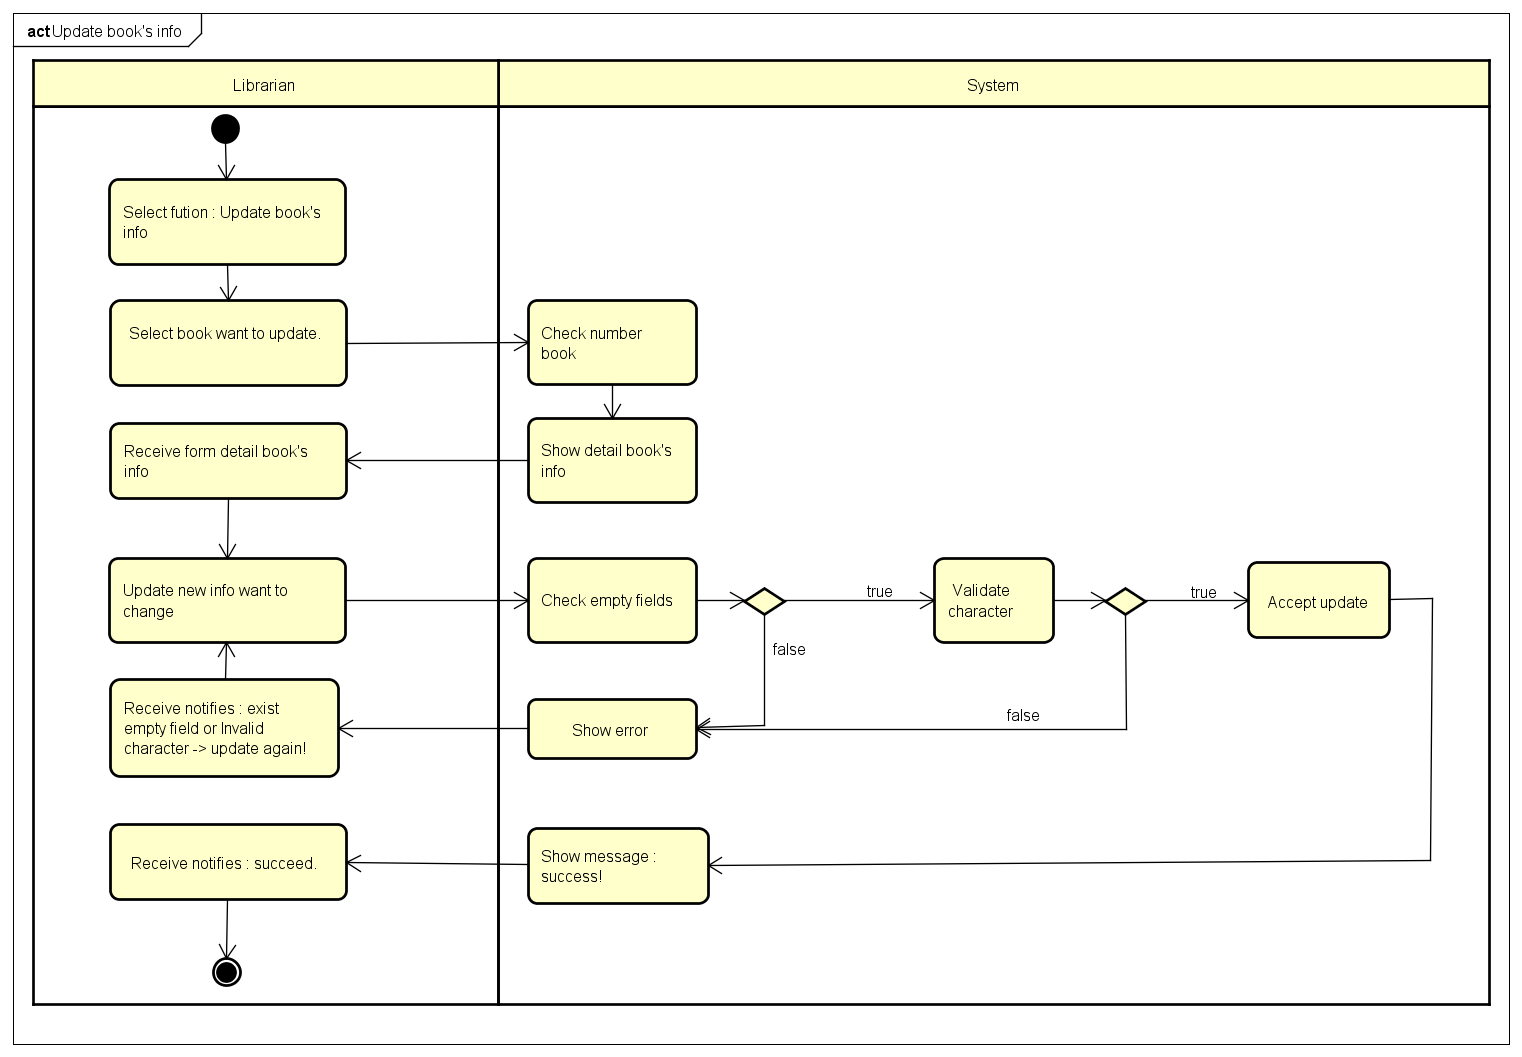 act Update book's info
Librarian
System
Select fution : Update book's
info
Select book want to update.
Check number
book
Receive form detail book's
info
Show detail book's
info
Update new info want to
change
Check empty fields
true
Validate
character
true
Accept update
false
Receive notifies : exist
empty field or Invalid
character -> update again!
Show error
false
Receive notifies : succeed.
Show message :
success!